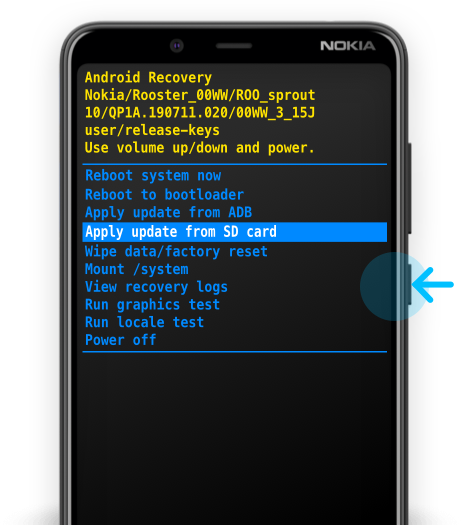 NOKIA
Android Recovery
Nokia/Rooster_00WW/ROO_sprout
10/QP1A.190711.020/00WW_3_15J
user/release-keys
Use volume up/down and power.
Reboot system now
Reboot to bootloader
Apply update from ADB
Apply update from SD card
Wipe data/factory reset
Mount /system
View recovery logs
Run graphics test
Run locale test
Power off